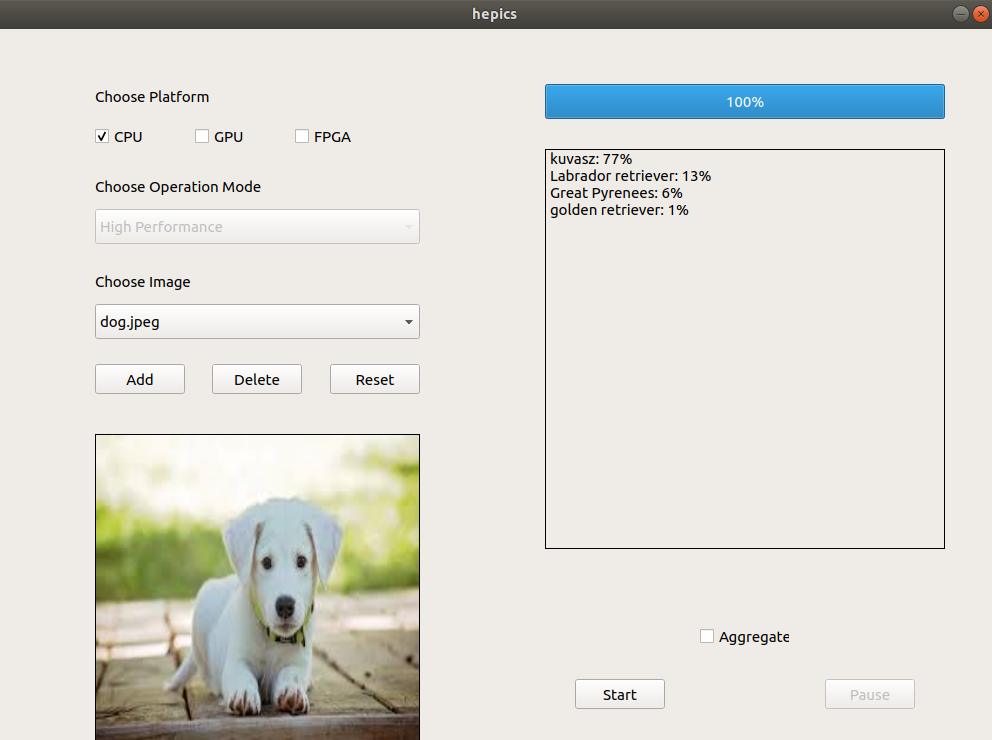 hepics
Choose Platform
CPU GPU FPGA
Choose Operation Mode
High Performance
Choose Image
dog.jpeg
Add Delete Reset
100%
kuvasz: 77%
Labrador retriever: 13%
Great Pyrenees: 6%
golden retriever: 1%
Aggregate
Start Pause